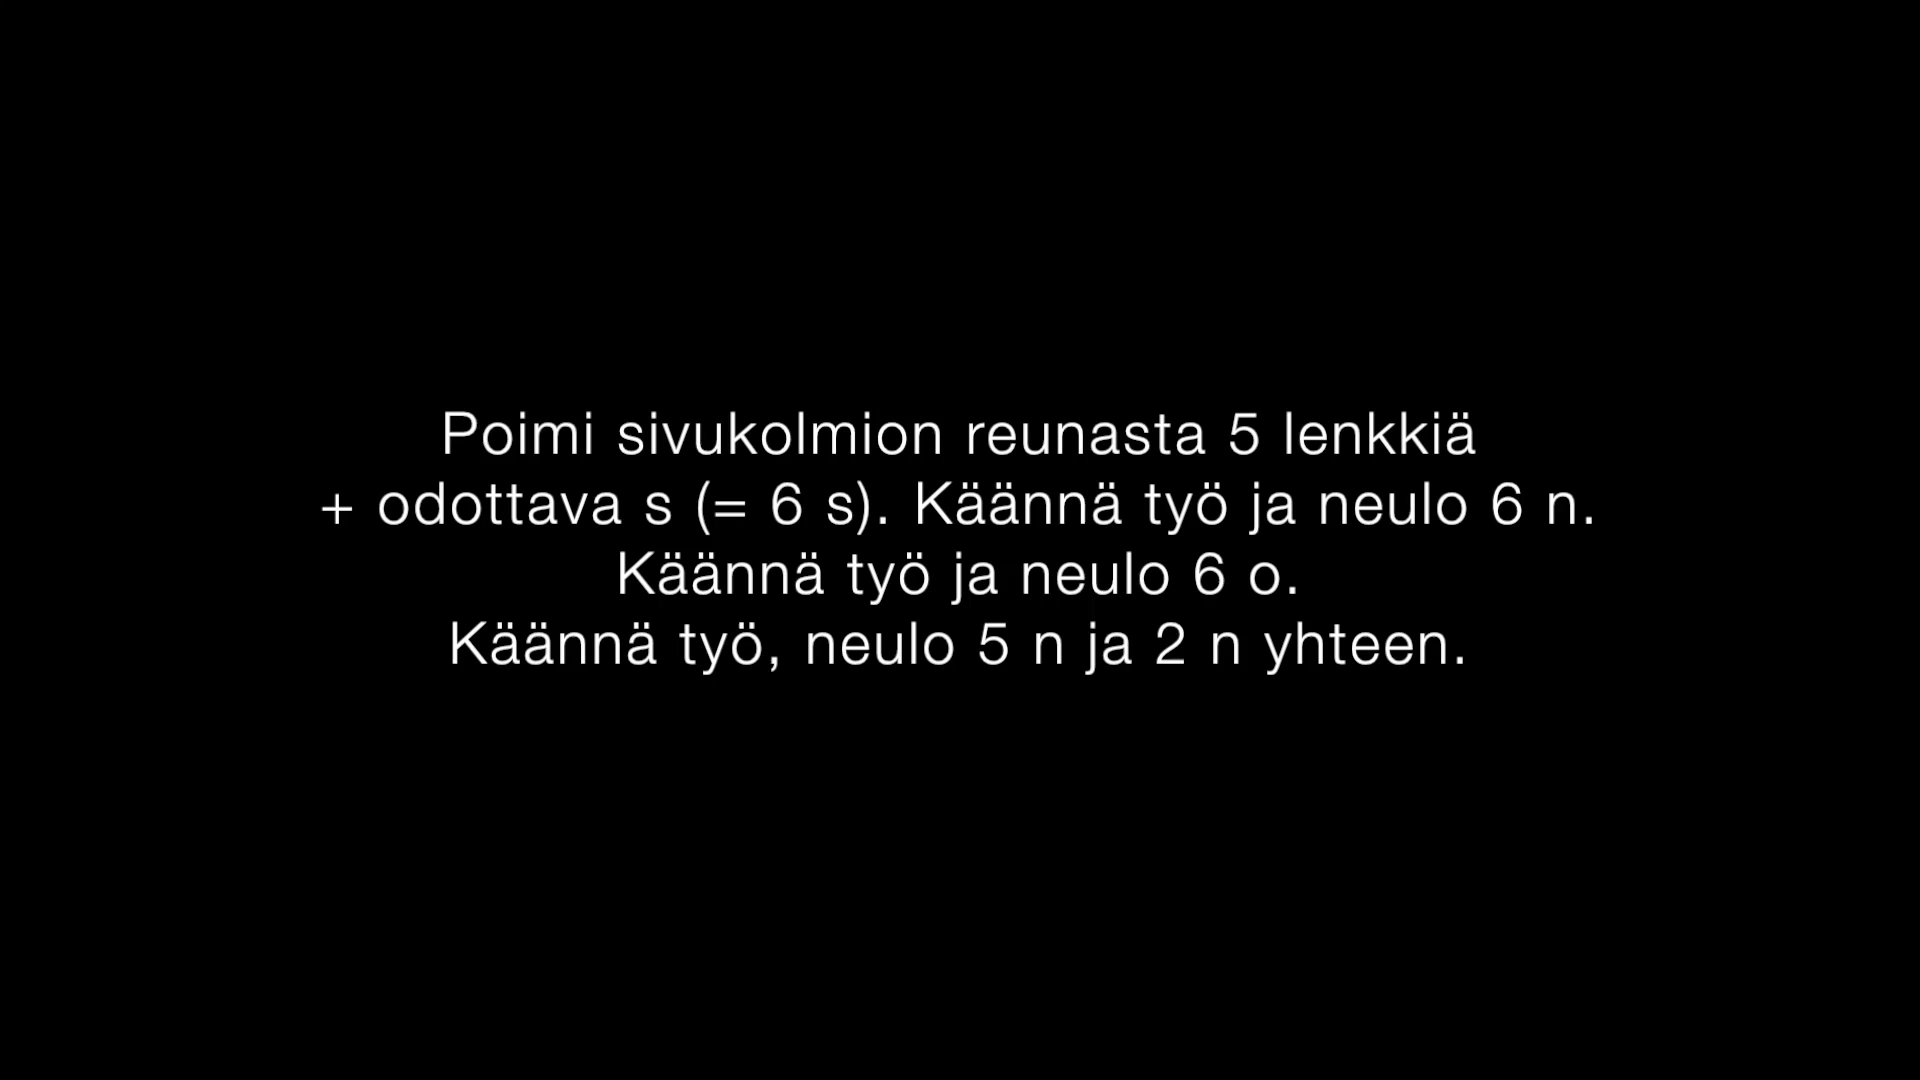 Poimi sivukolmion reunasta 5 lenkkiä
+ odottava s (= 6 s). Käännä työ ja neulo 6 n.
Käännä työ ja neulo 6 o.
Käännä työ, neulo 5 n ja 2 n yhteen.